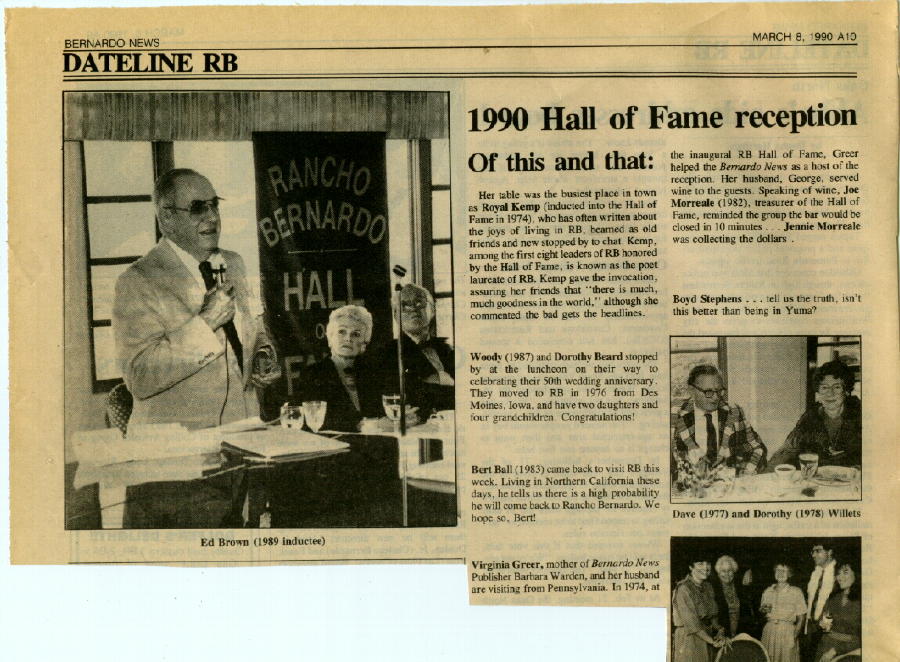 BERNARDO NEWS
MARCH 8, 1990 A10
DATELINE RB
RANCHO
BERNARDO
HALL
OF
FA
Ed Brown (1989 inductee)
1990 Hall of Fame reception
Of this and that:
Her table was the busiest place in town
as Royal Kemp (inducted into the Hall of
Fame in 1974), who has often written about
the joys of living in RB, beamed as old
friends and new stopped by to chat. Kemp,
among the first eight leaders of RB honored
by the Hall of Fame, is known as the poet
laureate of RB. Kemp gave the invocation,
assuring her friends that "there is much,
much goodness in the world," although she
commented the bad gets the headlines.
Woody (1987) and Dorothy Beard stopped
by at the luncheon on their way to
celebrating their 50th wedding anniversary.
They moved to RB in 1976 from Des
Moines, Iowa, and have two daughters and
four grandchildren. Congratulations!
Bert Ball (1983) came back to visit RB this
week. Living in Northern California these
days, he tells us there is a high probability
he will come back to Rancho Bernardo. We
hope so, Bert!
Virginia Greer, mother of Bernardo News
Publisher Barbara Warden, and her husband
are visiting from Pennsylvania. In 1974, at
the inaugural RB Hall of Fame, Greer
helped the Bernardo News as a host of the
reception. Her husband, George, served
wine to the guests. Speaking of wine, Joe
Morreale (1982), treasurer of the Hall of
Fame, reminded the group the bar would be
closed in 10 minutes . . . Jennie Morreale
was collecting the dollars .
Boyd Stephens . . . tell us the truth, isn't
this better than being in Yuma?
Dave (1977) and Dorothy (1978) Willets